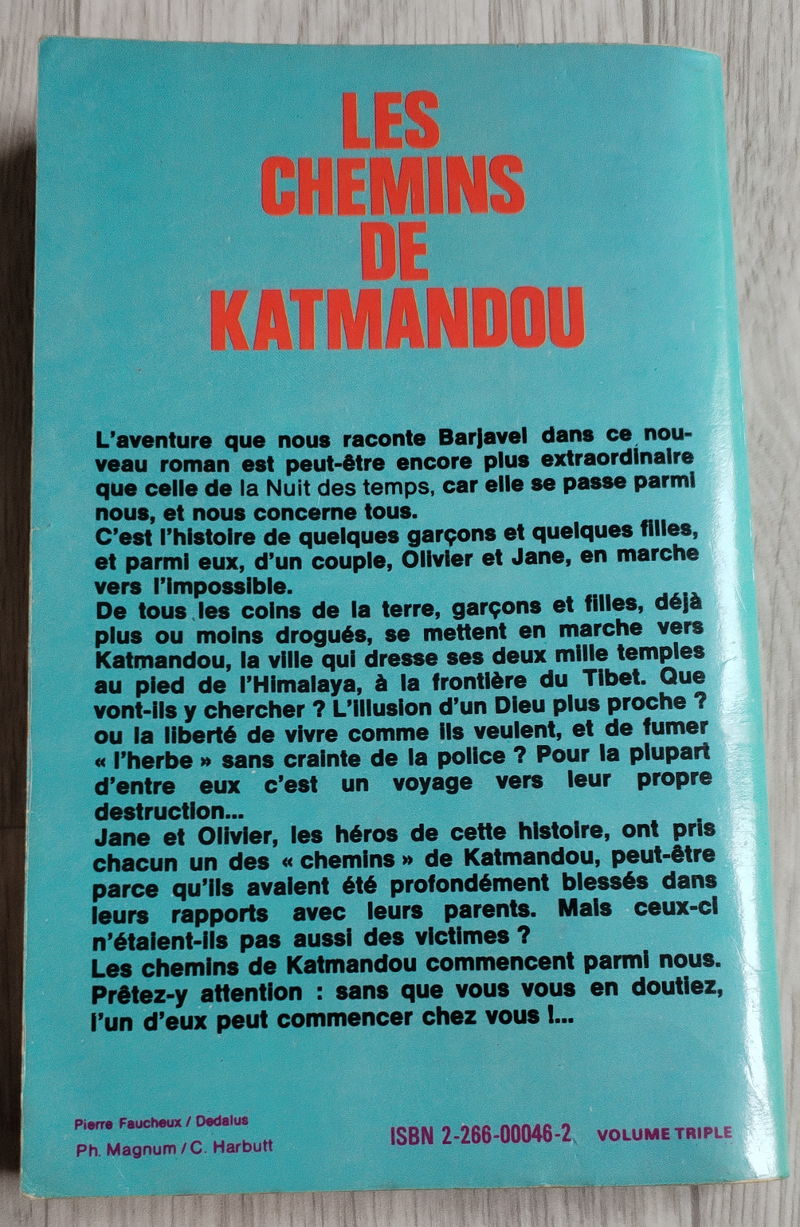 LES
CHEMINS
DE
KATMANDOU
L'aventure que nous raconte Barjavel dans ce nou-
veau roman est peut-être encore plus extraordinaire
que celle de la Nuit des temps, car elle se passe parmi
nous, et nous concerne tous.
C'est l'histoire de quelques garçons et quelques filles,
et parmi eux, d'un couple, Olivier et Jane, en marche
vers l'impossible.
De tous les coins de la terre, garçons et filles, déjà
plus ou moins drogués, se mettent en marche vers
Katmandou, la ville qui dresse ses deux mille temples
au pied de l'Himalaya, à la frontière du Tibet. Que
vont-ils y chercher ? L'illusion d'un Dieu plus proche ?
ou la liberté de vivre comme ils veulent, et de fumer
« l'herbe » sans crainte de la police ? Pour la plupart
d'entre eux c'est un voyage vers leur propre
destruction...
Jane et Olivier, les héros de cette histoire, ont pris
chacun un des « chemins » de Katmandou, peut-être
parce qu'ils avaient été profondément blessés dans
leurs rapports avec leurs parents. Mais ceux-ci
n'étaient-ils pas aussi des victimes ?
Les chemins de Katmandou commencent parmi nous.
Prêtez-y attention : sans que vous vous en doutiez,
l'un d'eux peut commencer chez vous !...
Pierre Faucheux / Dedalus
Ph. Magnum / C. Harbutt
ISBN 2-266-00046-2 VOLUME TRIPLE